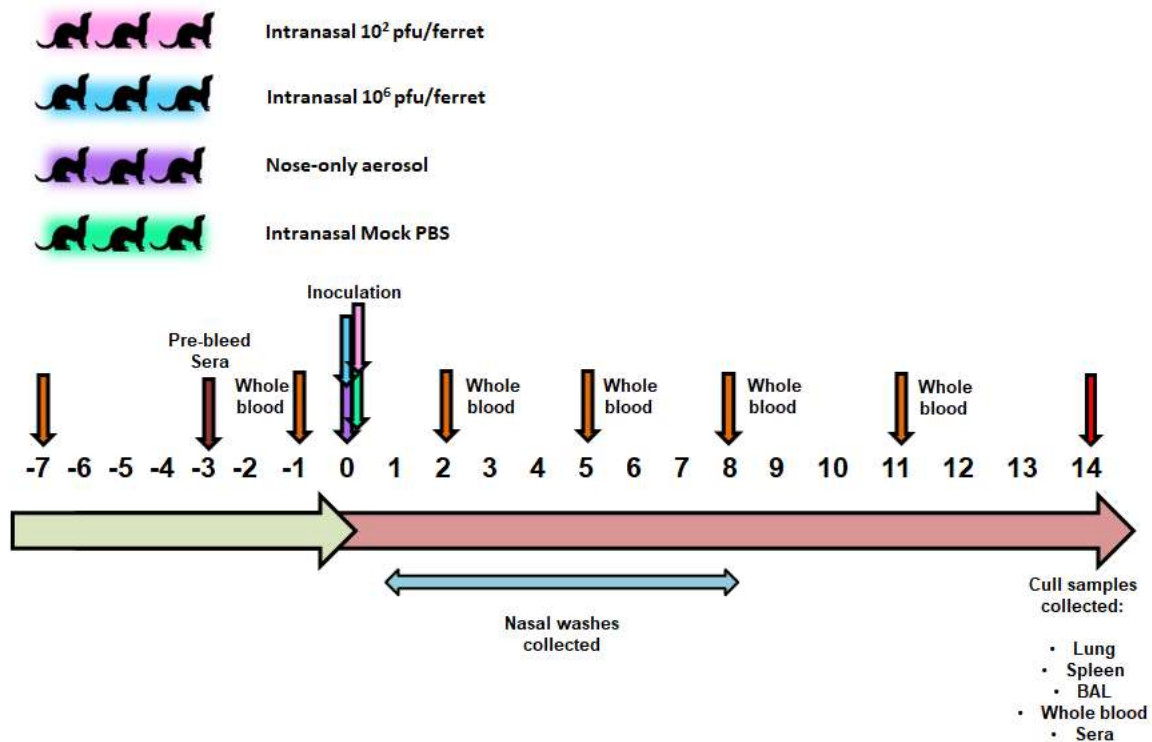 Intranasal 10² pfu/ferret
Intranasal 10⁶ pfu/ferret
Nose-only aerosol
Intranasal Mock PBS
Inoculation
Pre-bleed
Sera
Whole
blood
Whole
blood
Whole
blood
Whole
blood
Whole
blood
-7 -6 -5 -4 -3 -2 -1 0 1 2 3 4 5 6 7 8 9 10 11 12 13 14
Nasal washes
collected
Cull samples
collected:
• Lung
• Spleen
• BAL
• Whole blood
• Sera